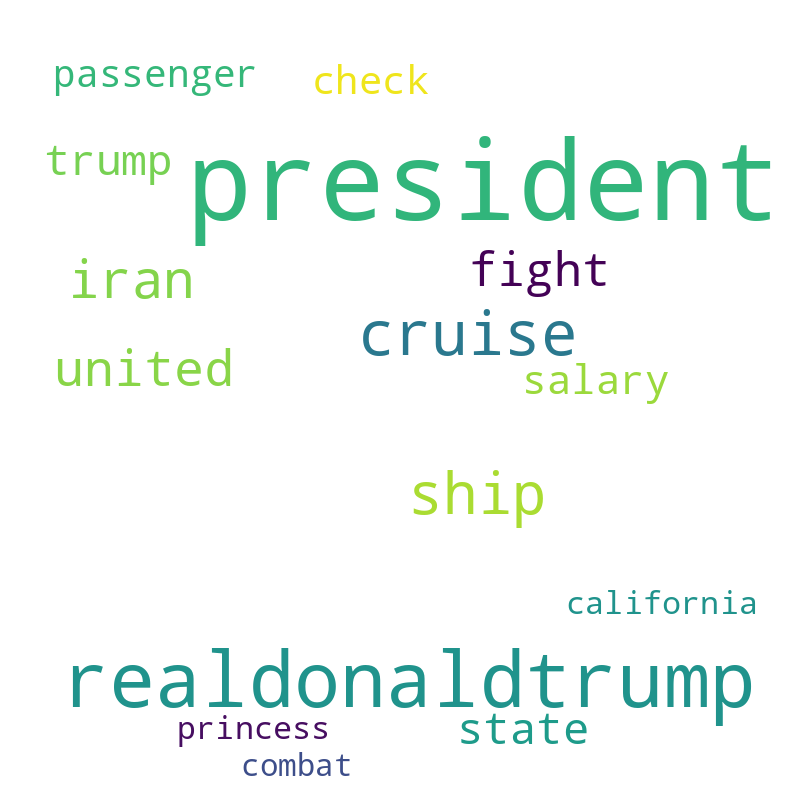 passenger check
trump president
iran fight
cruise
united salary
ship
california
realdonaldtrump
princess state
combat